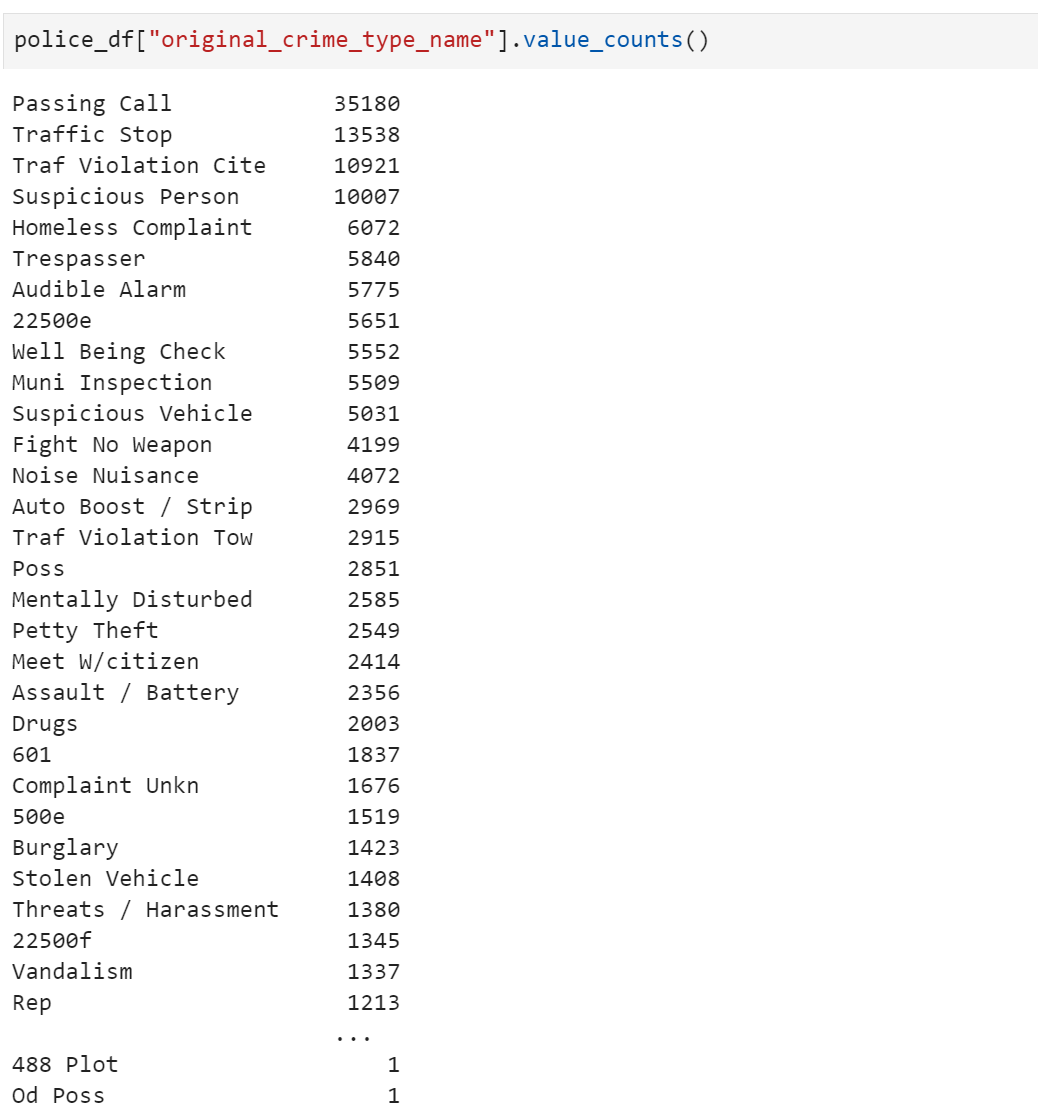 police_df["original_crime_type_name"].value_counts()
Passing Call 35180
Traffic Stop 13538
Traf Violation Cite 10921
Suspicious Person 10007
Homeless Complaint 6072
Trespasser 5840
Audible Alarm 5775
22500e 5651
Well Being Check 5552
Muni Inspection 5509
Suspicious Vehicle 5031
Fight No Weapon 4199
Noise Nuisance 4072
Auto Boost / Strip 2969
Traf Violation Tow 2915
Poss 2851
Mentally Disturbed 2585
Petty Theft 2549
Meet W/citizen 2414
Assault / Battery 2356
Drugs 2003
601 1837
Complaint Unkn 1676
500e 1519
Burglary 1423
Stolen Vehicle 1408
Threats / Harassment 1380
22500f 1345
Vandalism 1337
Rep 1213
...
488 Plot 1
Od Poss 1